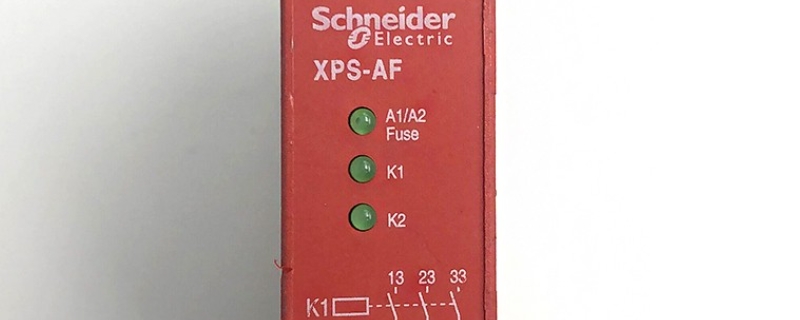 Schneider
Electric
XPS-AF
A1/A2
Fuse
K1
K2
13 23 33
K1